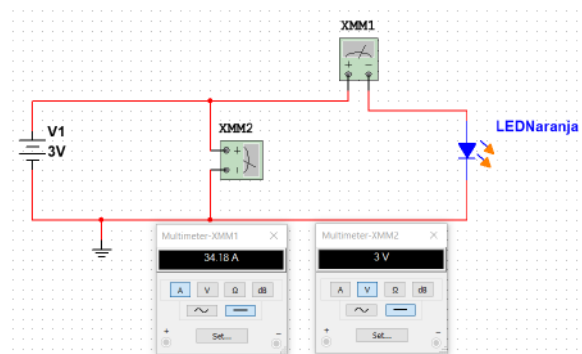 XMM1
+ -
LEDNaranja
V1
3V
XMM2
+
-
Multimeter-XMM1 ×
34.18 A
A V Ω dB
+ -
Set...
Multimeter-XMM2 ×
3 V
A V Ω dB
+ -
Set...